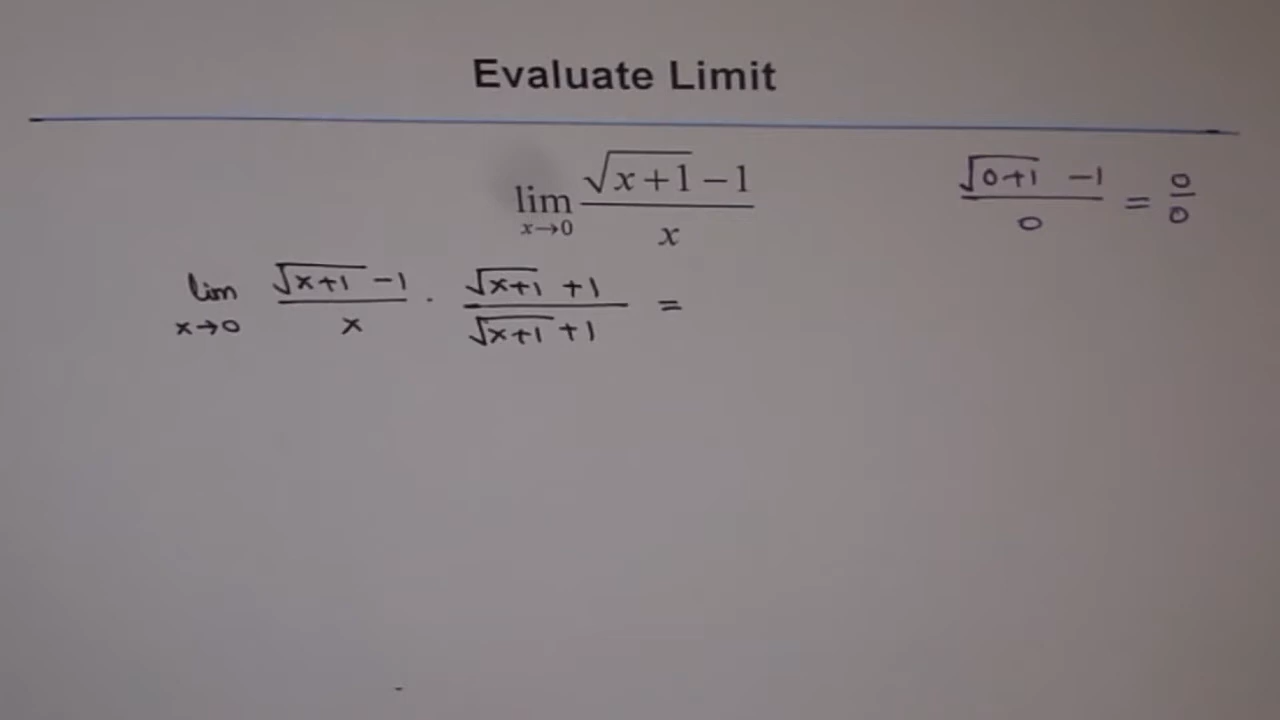 Evaluate Limit
lim x→0 (√(x+1) − 1)/x
(√(0+1) − 1)/0 = 0/0
lim x→0 (√(x+1) − 1)/x · (√(x+1) + 1)/(√(x+1) + 1) =